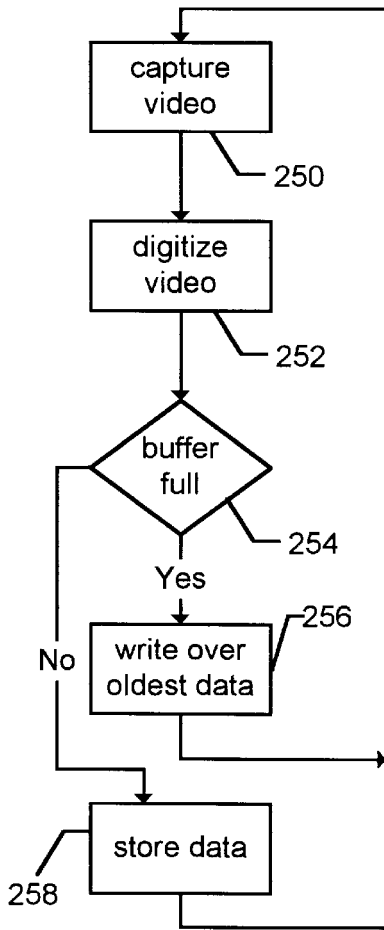 capture
video
250
digitize
video
252
buffer
full
254
Yes
256
No
write over
oldest data
store data
258